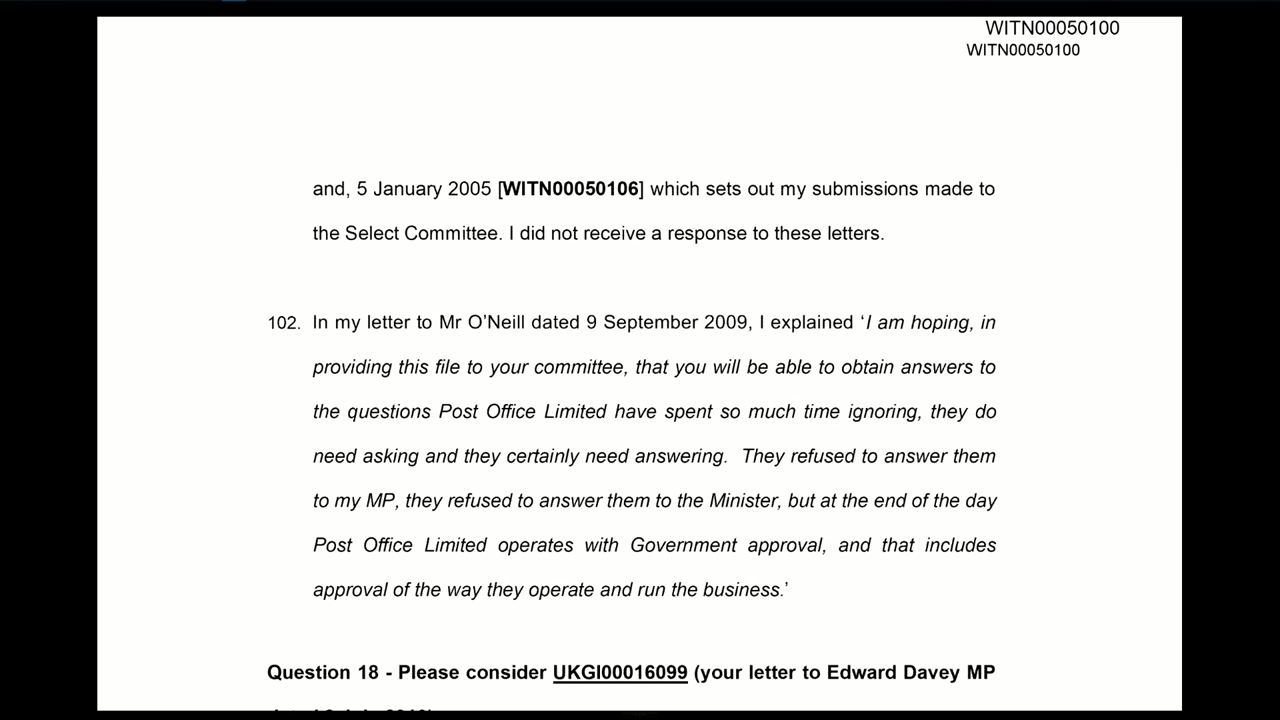 WITN00050100
WITN00050100
and, 5 January 2005 [WITN00050106] which sets out my submissions made to
the Select Committee. I did not receive a response to these letters.
102. In my letter to Mr O’Neill dated 9 September 2009, I explained ‘I am hoping, in
providing this file to your committee, that you will be able to obtain answers to
the questions Post Office Limited have spent so much time ignoring, they do
need asking and they certainly need answering.  They refused to answer them
to my MP, they refused to answer them to the Minister, but at the end of the day
Post Office Limited operates with Government approval, and that includes
approval of the way they operate and run the business.’
Question 18 - Please consider UKGI00016099 (your letter to Edward Davey MP